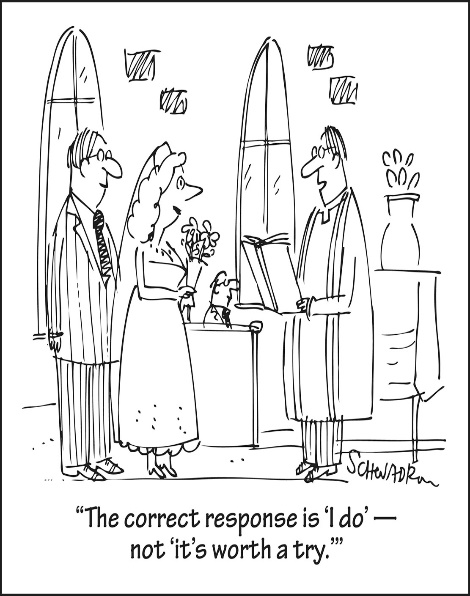 SCHWADRON
“The correct response is ‘I do’ —
not ‘it’s worth a try.’”